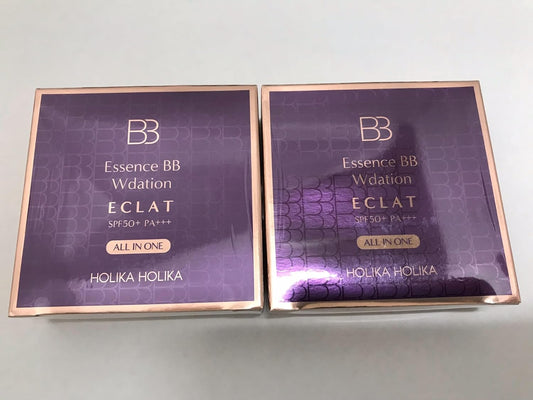 BB
Essence BB
Wdation
ECLAT
SPF50+ PA+++
ALL IN ONE
HOLIKA HOLIKA
BB
Essence BB
Wdation
ECLAT
SPF50+ PA+++
ALL IN ONE
HOLIKA HOLIKA